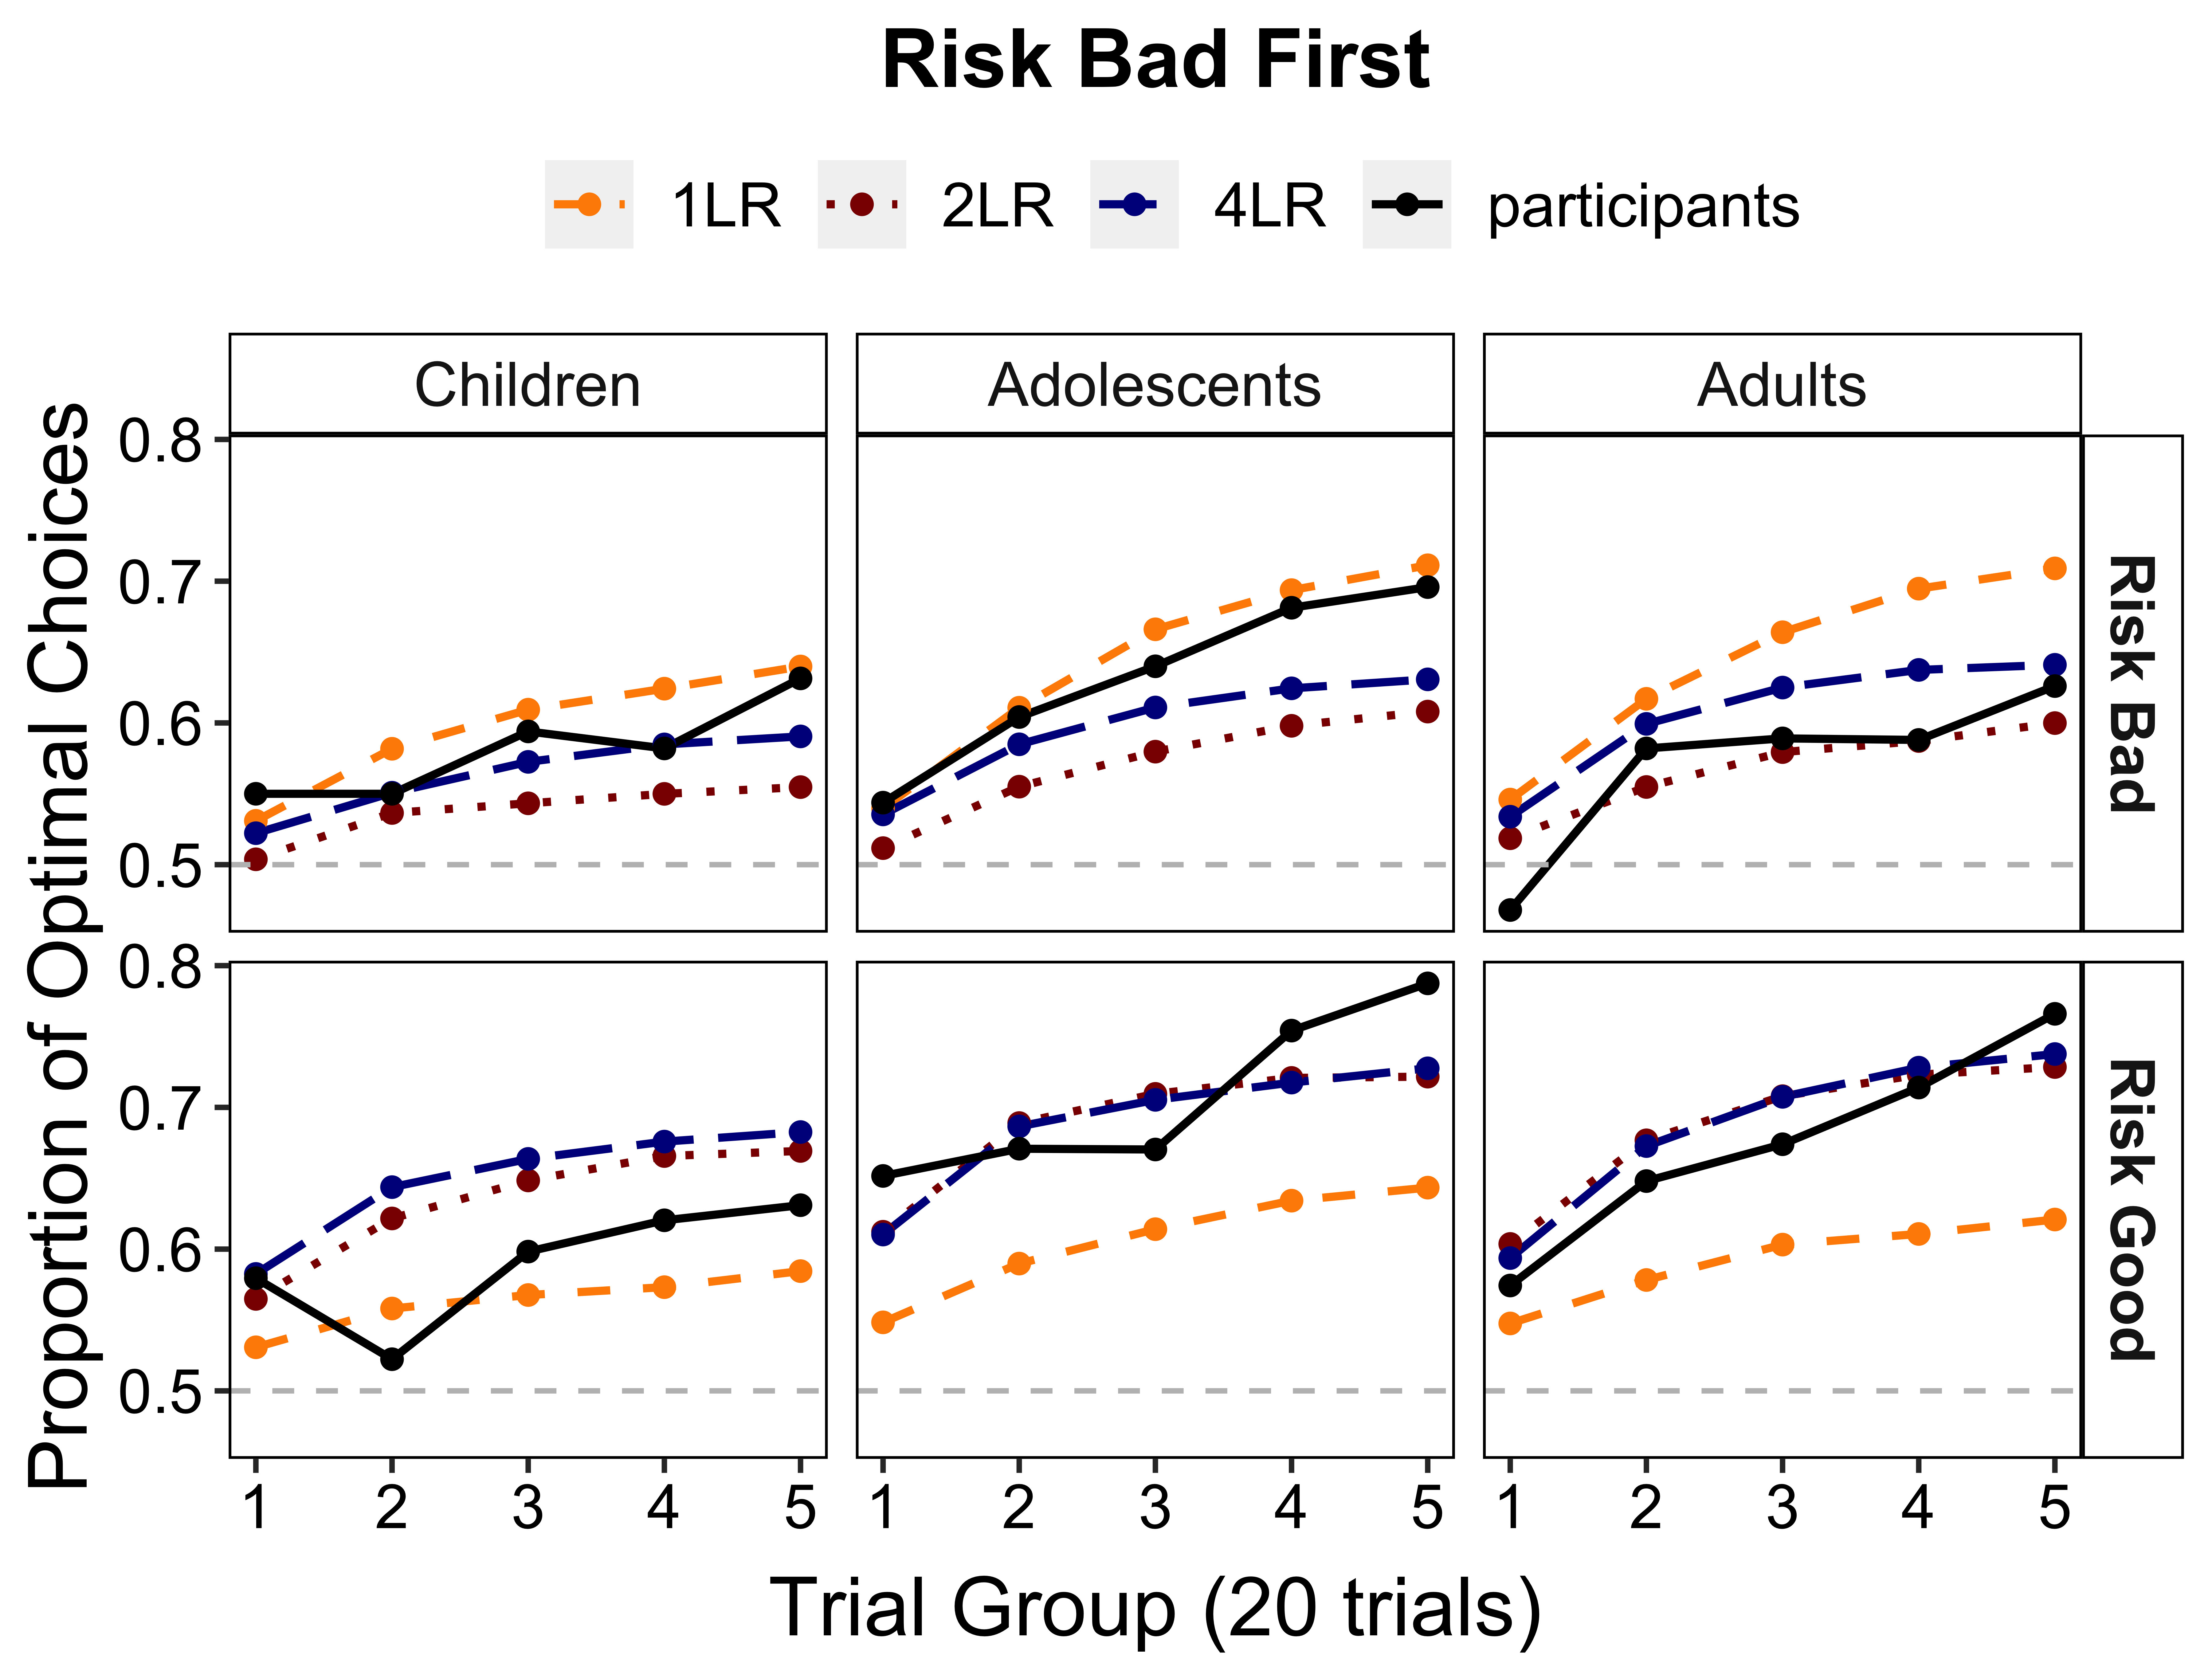 Risk Bad First
1LR 2LR 4LR participants
Children Adolescents Adults
Proportion of Optimal Choices
0.8
0.7
0.6
0.5
Risk Bad
0.8
0.7
0.6
0.5
Risk Good
1 2 3 4 5 1 2 3 4 5 1 2 3 4 5
Trial Group (20 trials)